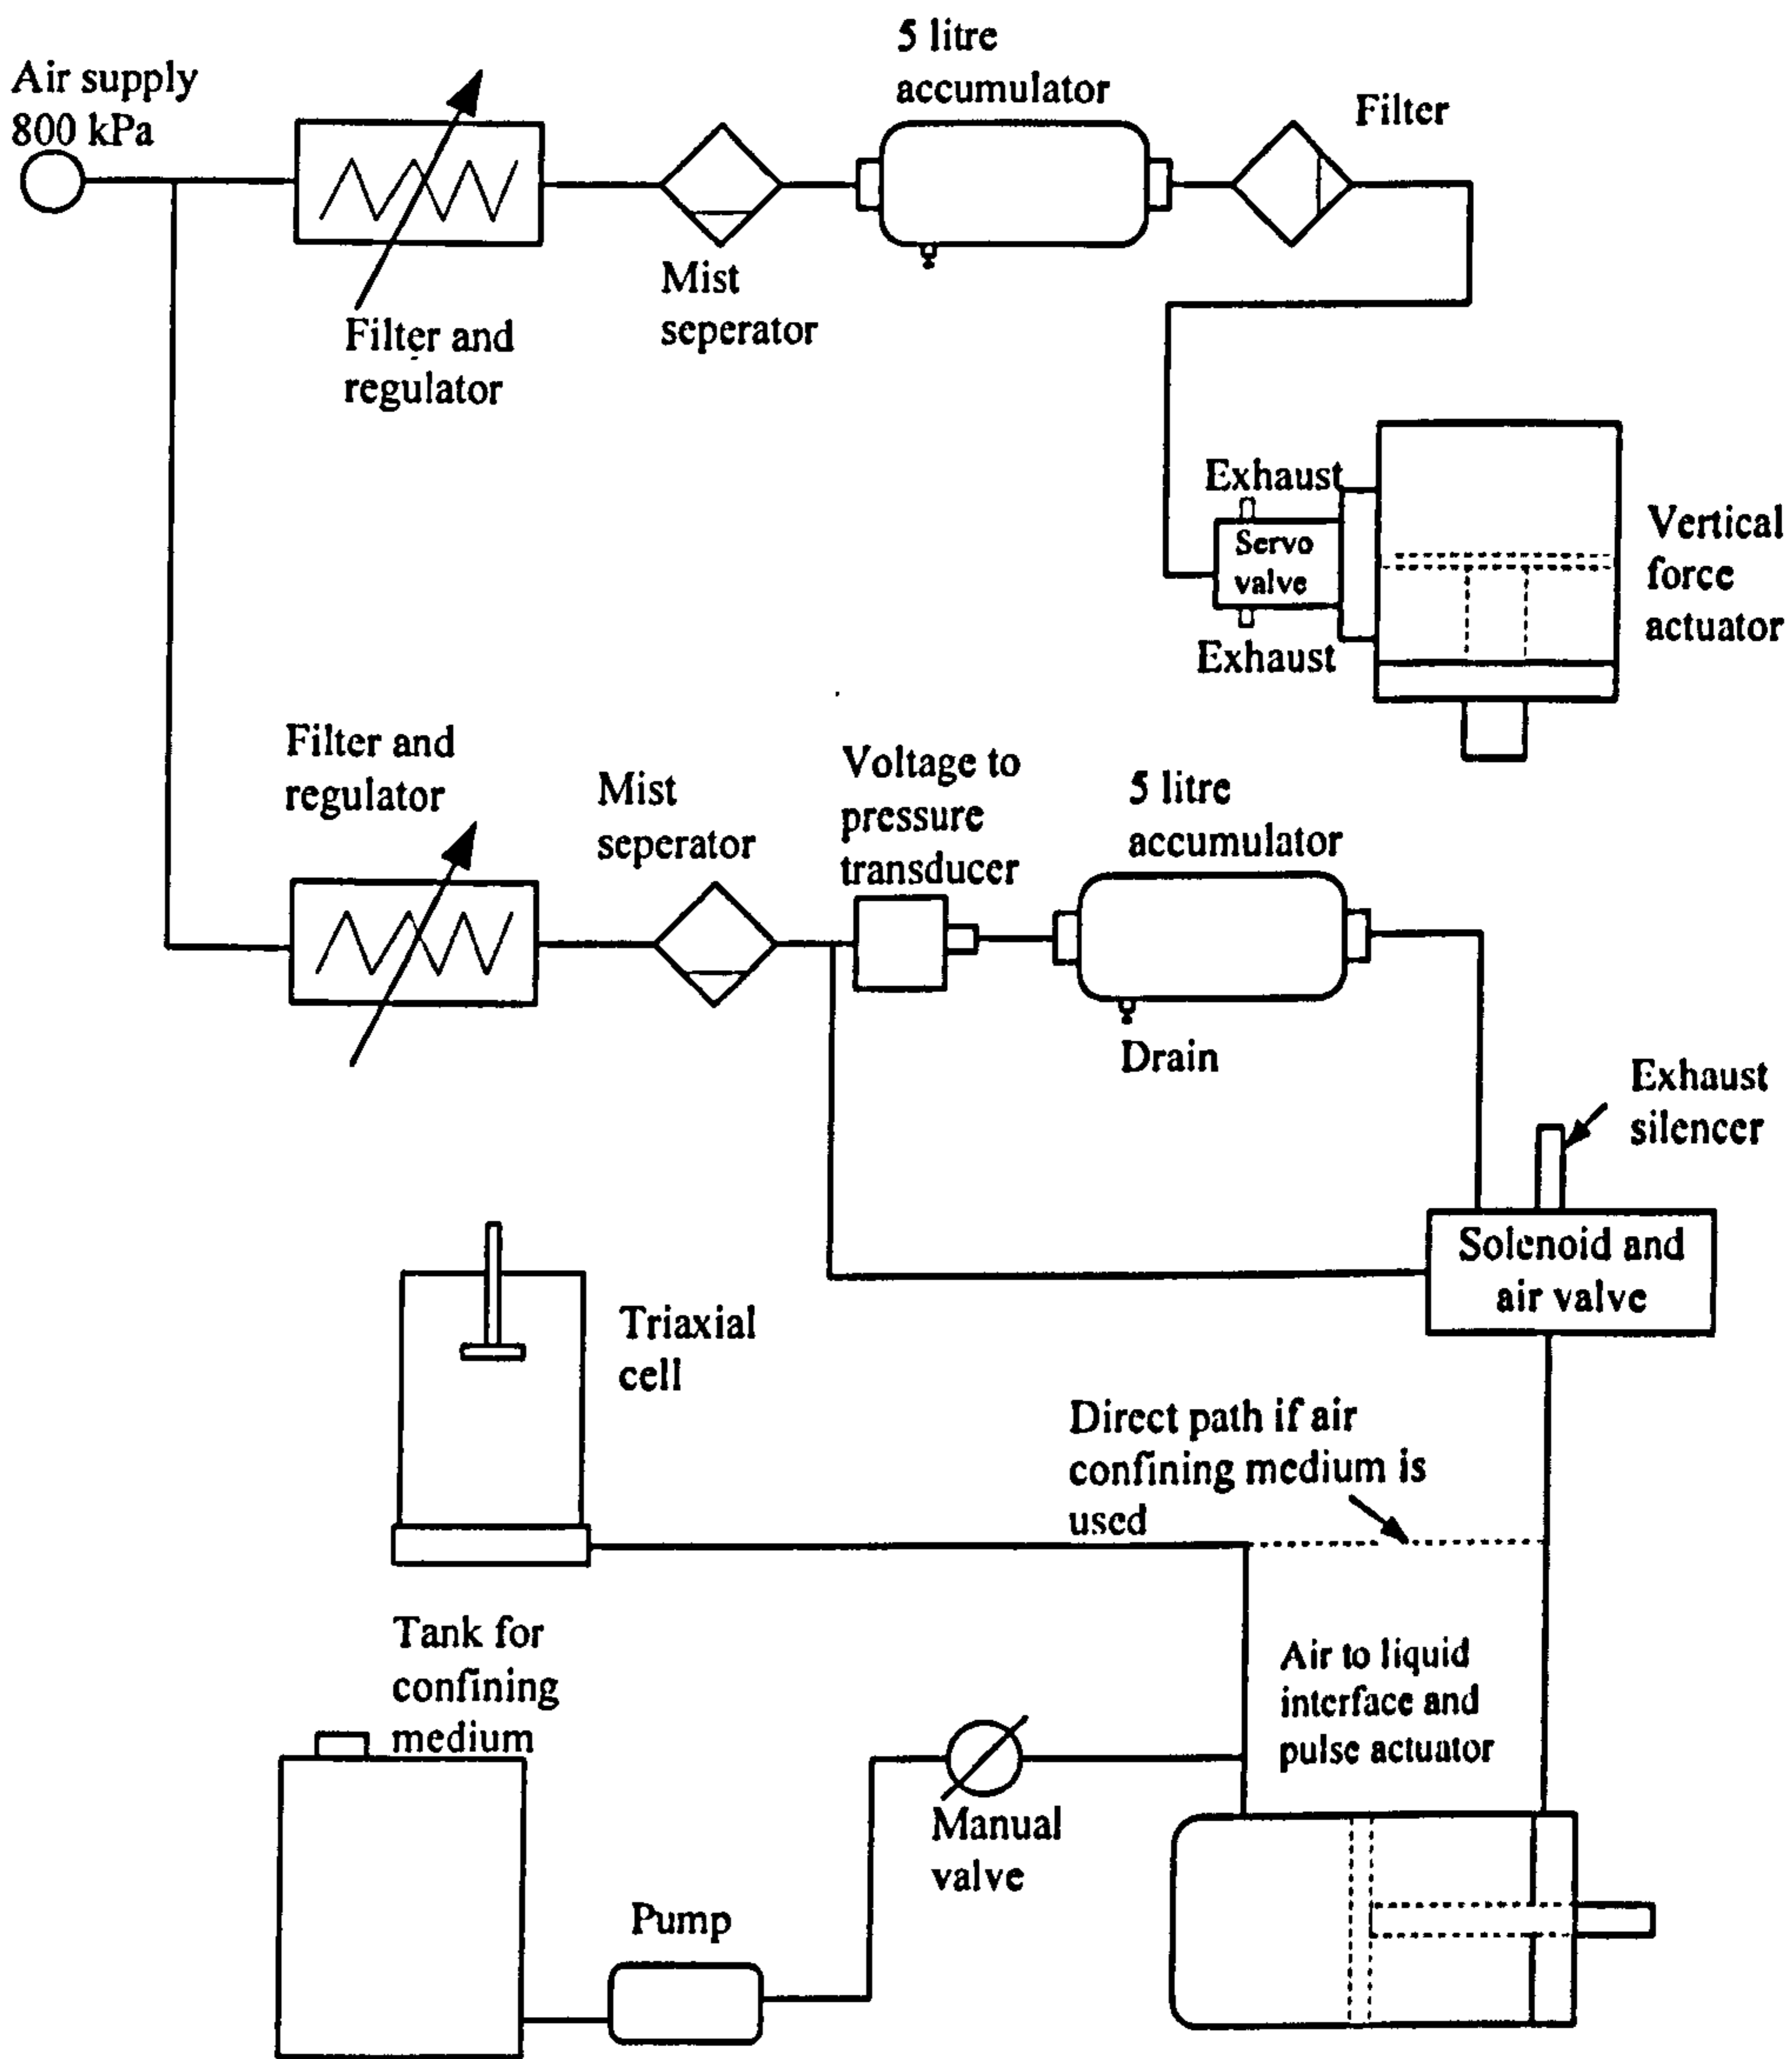 Air supply
800 kPa
5 litre
accumulator
Filter
Mist
seperator
Filter and
regulator
Exhaust
Servo
valve
Exhaust
Vertical
force
actuator
Filter and
regulator
Mist
seperator
Voltage to
pressure
transducer
5 litre
accumulator
Drain
Exhaust
silencer
Solenoid and
air valve
Triaxial
cell
Direct path if air
confining medium is
used
Tank for
confining
medium
Air to liquid
interface and
pulse actuator
Manual
valve
Pump